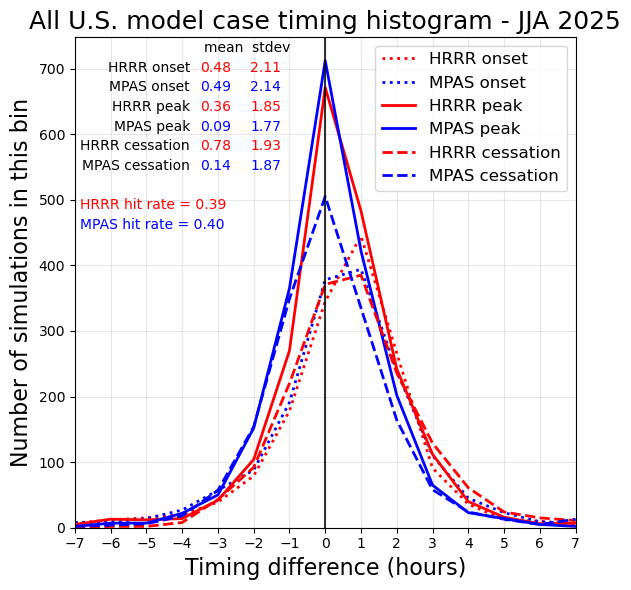 All U.S. model case timing histogram - JJA 2025
mean stdev
HRRR onset 0.48 2.11
MPAS onset 0.49 2.14
HRRR peak 0.36 1.85
MPAS peak 0.09 1.77
HRRR cessation 0.78 1.93
MPAS cessation 0.14 1.87
HRRR hit rate = 0.39
MPAS hit rate = 0.40
HRRR onset
MPAS onset
HRRR peak
MPAS peak
HRRR cessation
MPAS cessation
Number of simulations in this bin
700
600
500
400
300
200
100
0
−7 −6 −5 −4 −3 −2 −1 0 1 2 3 4 5 6 7
Timing difference (hours)